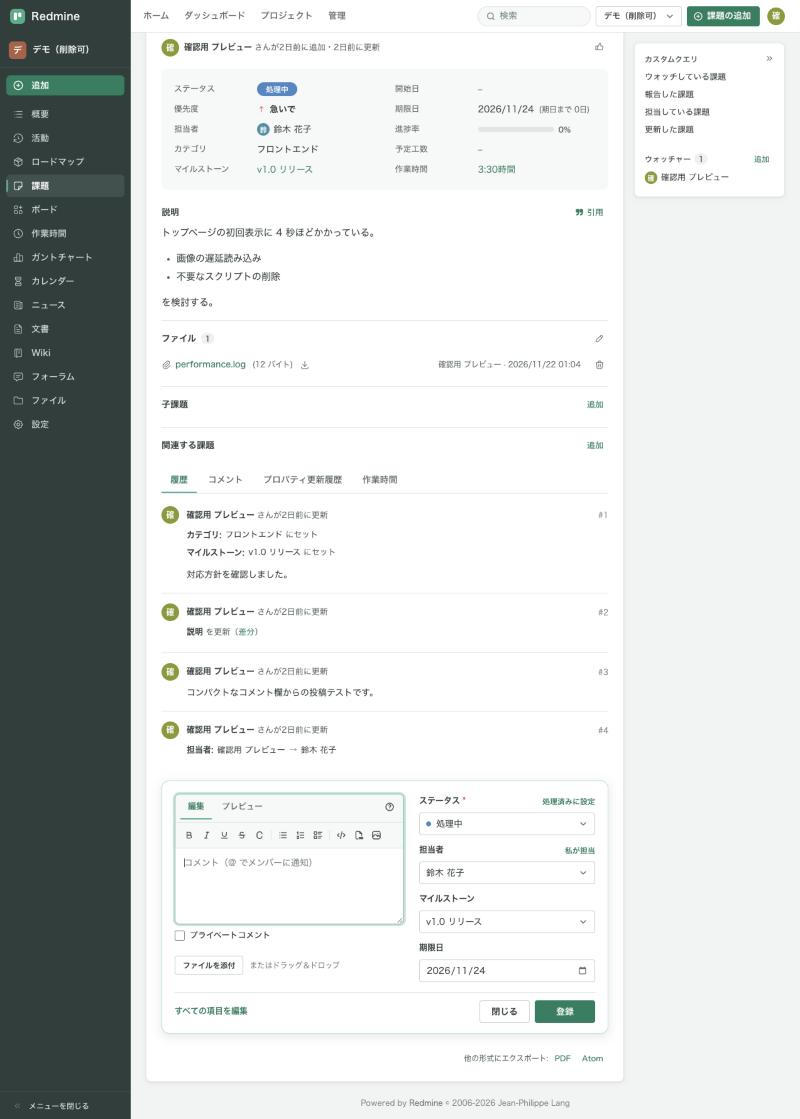 Redmine
ホーム ダッシュボード プロジェクト 管理
検索
デモ（削除可）
課題の追加
確
デ デモ（削除可）
追加
概要
活動
ロードマップ
課題
ボード
作業時間
ガントチャート
カレンダー
ニュース
文書
Wiki
フォーラム
ファイル
設定
メニューを閉じる
確 確認用 プレビュー さんが2日前に追加・2日前に更新
ステータス 処理中 開始日 –
優先度 ↑ 急いで 期限日 2026/11/24 (期日まで 0日)
担当者 鈴 鈴木 花子 進捗率 0%
カテゴリ フロントエンド 予定工数 –
マイルストーン v1.0 リリース 作業時間 3:30時間
説明 引用
トップページの初回表示に 4 秒ほどかかっている。
• 画像の遅延読み込み
• 不要なスクリプトの削除
を検討する。
ファイル 1
performance.log (12 バイト) 確認用 プレビュー · 2026/11/22 01:04
子課題 追加
関連する課題 追加
履歴 コメント プロパティ更新履歴 作業時間
確 確認用 プレビュー さんが2日前に更新 #1
カテゴリ: フロントエンド にセット
マイルストーン: v1.0 リリース にセット
対応方針を確認しました。
確 確認用 プレビュー さんが2日前に更新 #2
説明 を更新（差分）
確 確認用 プレビュー さんが2日前に更新 #3
コンパクトなコメント欄からの投稿テストです。
確 確認用 プレビュー さんが2日前に更新 #4
担当者: 確認用 プレビュー → 鈴木 花子
編集 プレビュー
B I U S C
コメント（@ でメンバーに通知）
プライベートコメント
ファイルを添付 またはドラッグ＆ドロップ
ステータス * 処理済みに設定
処理中
担当者 私が担当
鈴木 花子
マイルストーン
v1.0 リリース
期限日
2026/11/24
すべての項目を編集 閉じる 登録
他の形式にエクスポート: PDF Atom
カスタムクエリ »
ウォッチしている課題
報告した課題
担当している課題
更新した課題
ウォッチャー 1 追加
確 確認用 プレビュー
Powered by Redmine © 2006-2026 Jean-Philippe Lang